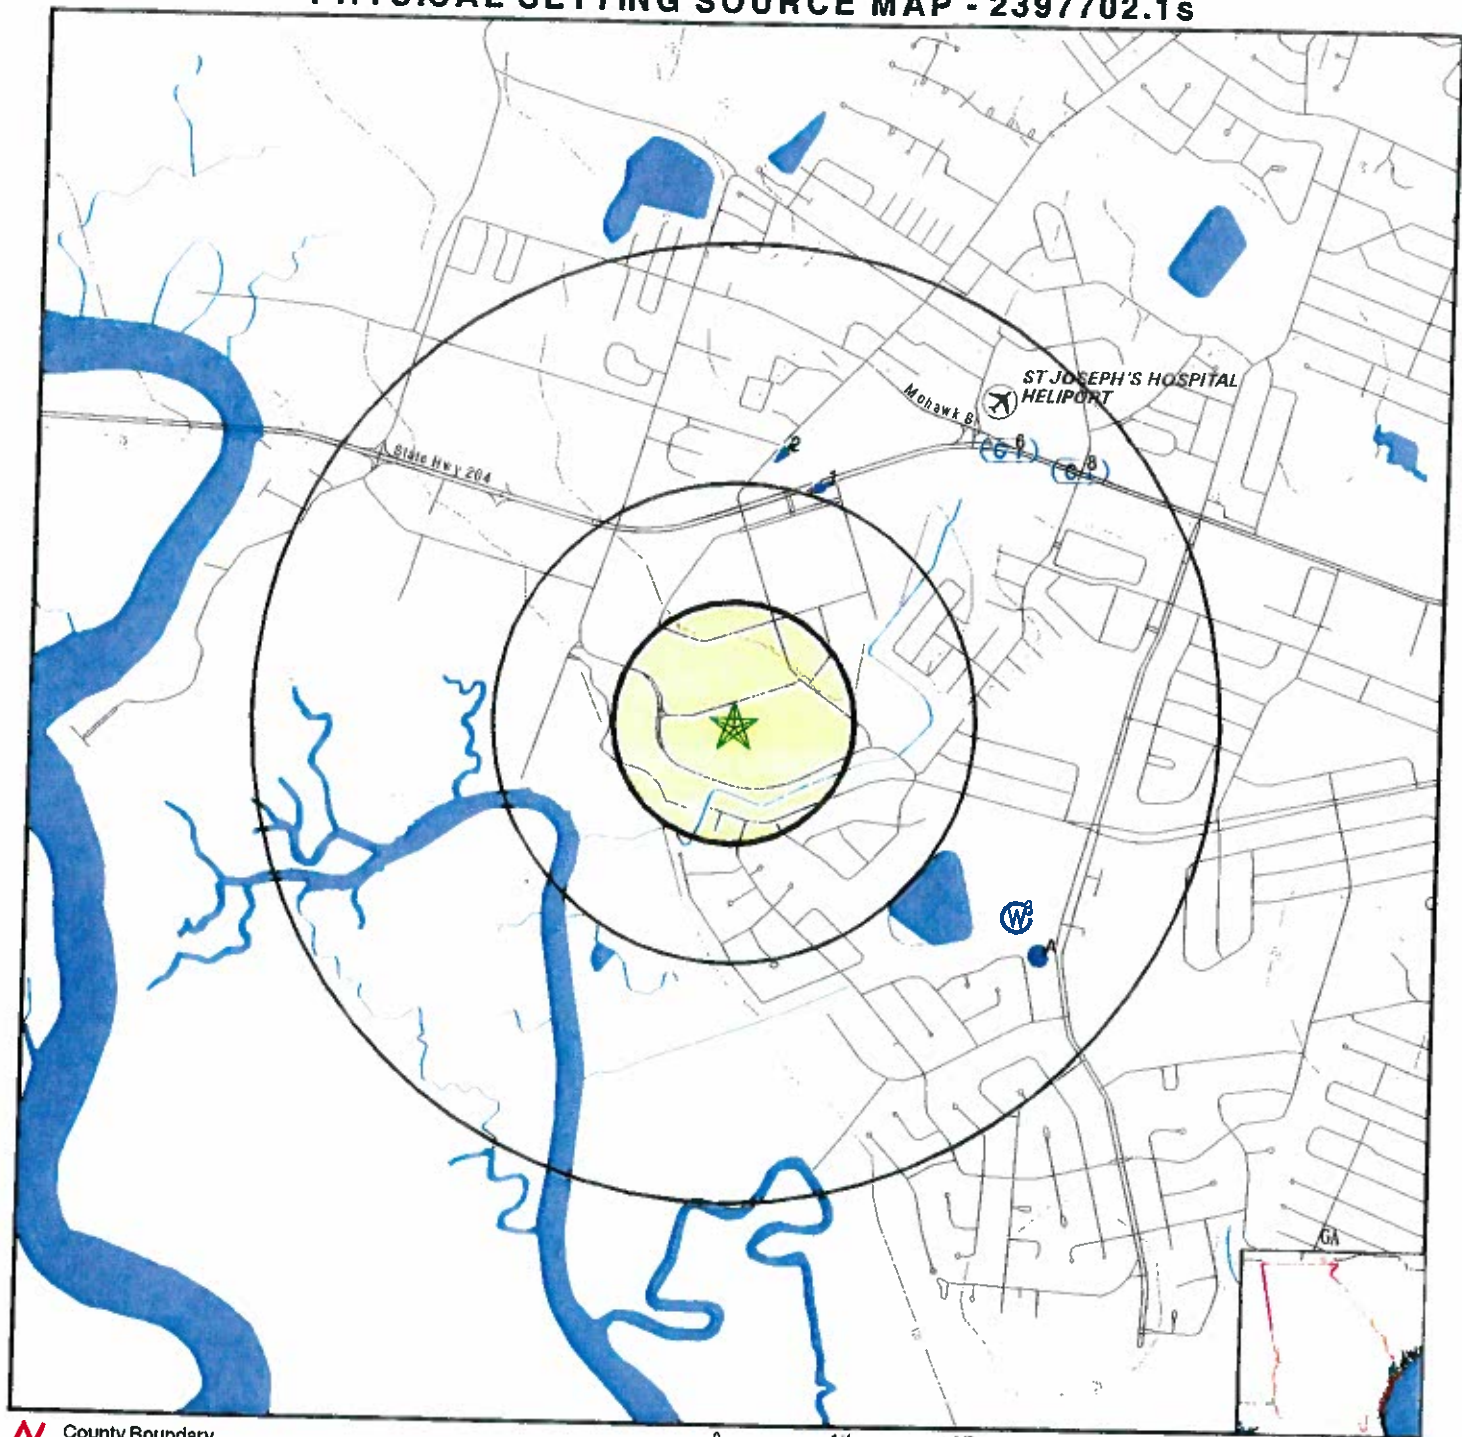 PHYSICAL SETTING SOURCE MAP - 2397702.1s
ST JOSEPH'S HOSPITAL
HELIPORT
Mohawk B
6
8
2
State Hwy 204
1
W
A
GA
County Boundary